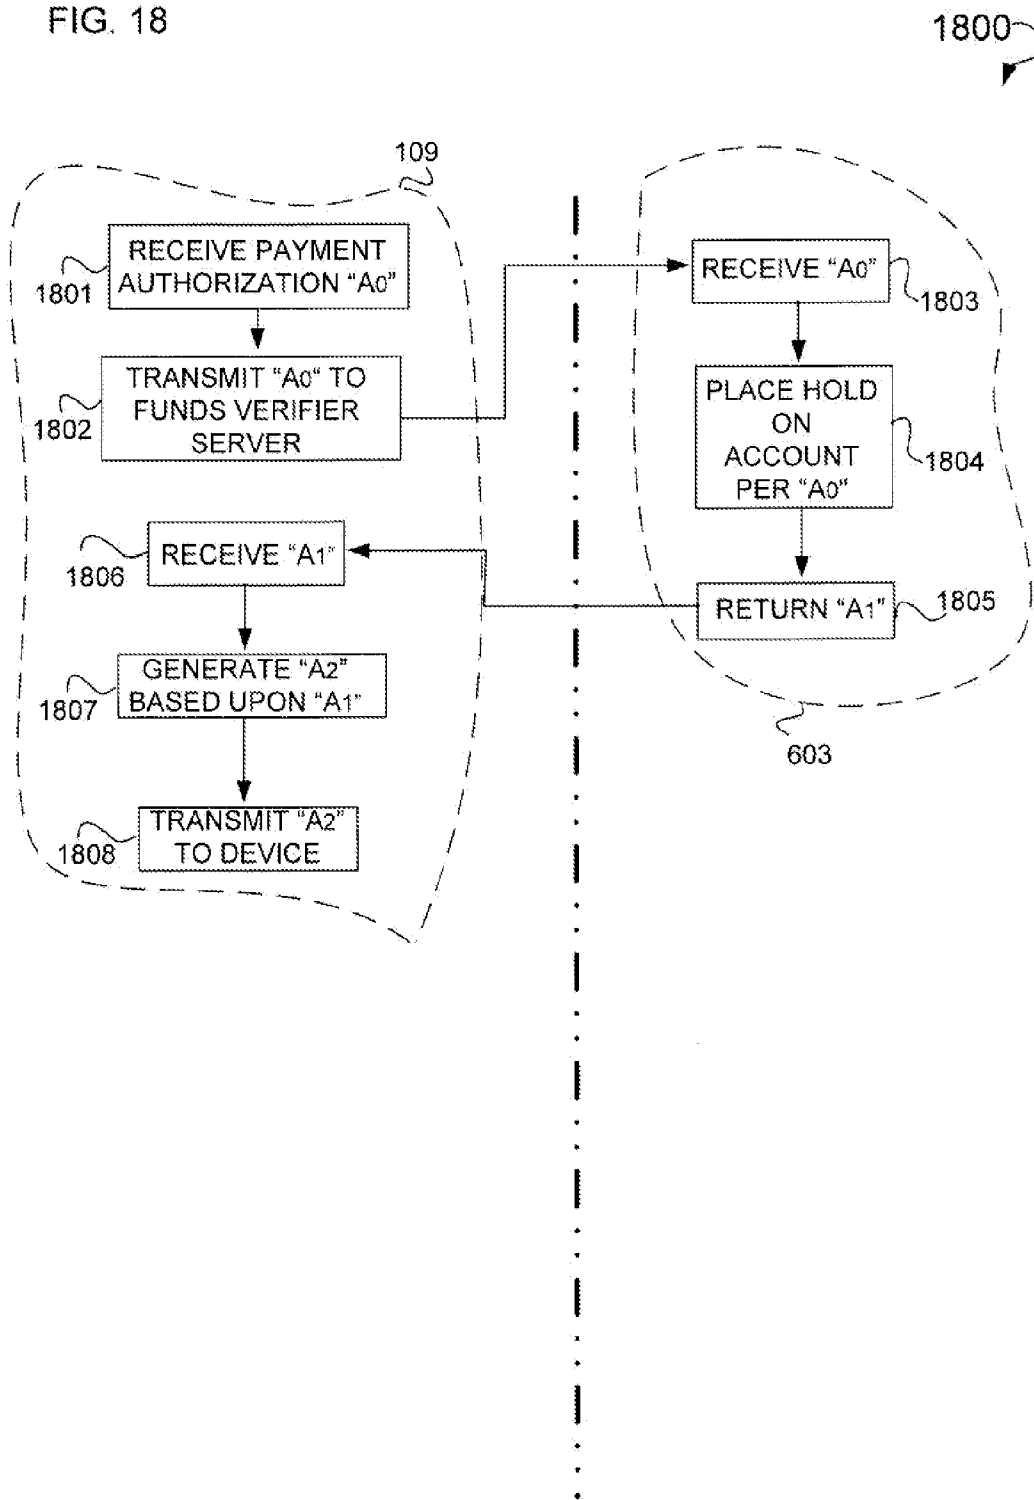 FIG. 18
1800
109
RECEIVE PAYMENT
AUTHORIZATION “A0”
1801
TRANSMIT “A0“ TO
FUNDS VERIFIER
SERVER
1802
RECEIVE “A0”
1803
PLACE HOLD
ON
ACCOUNT
PER “A0”
1804
RETURN “A1”
1805
603
RECEIVE “A1”
1806
GENERATE “A2”
BASED UPON “A1”
1807
TRANSMIT “A2”
TO DEVICE
1808